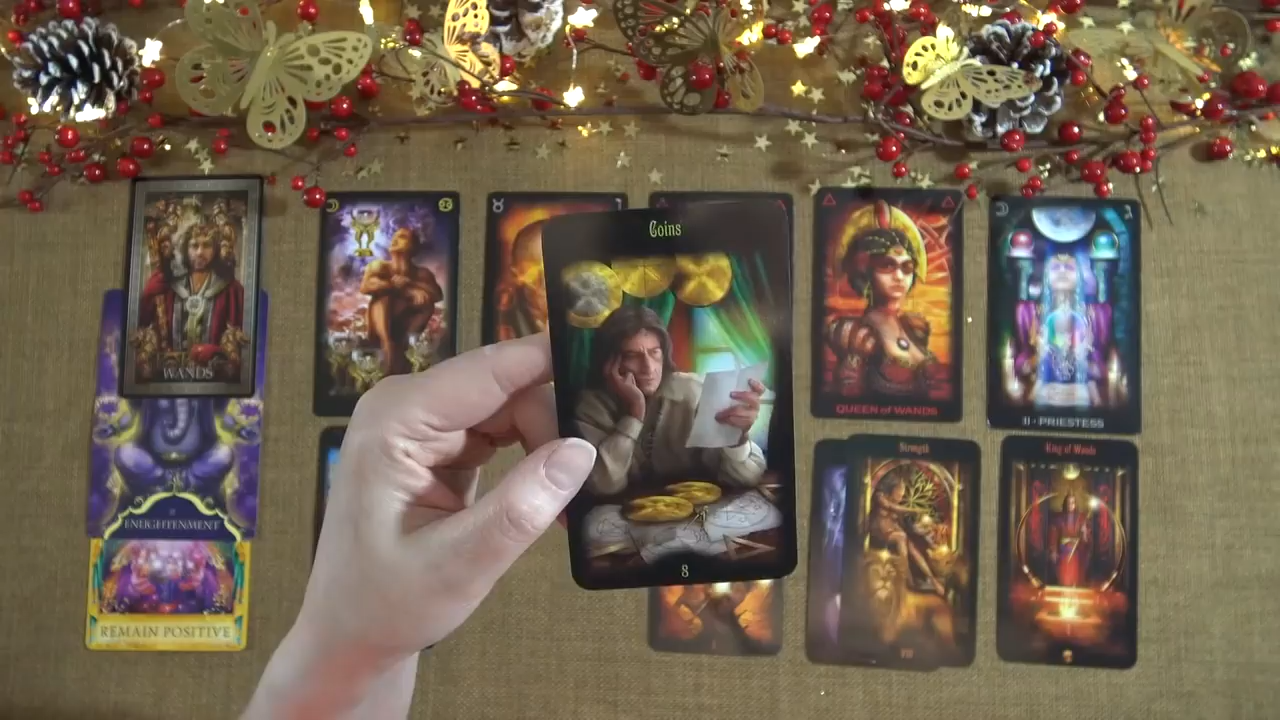 WANDS
ENLIGHTENMENT
REMAIN POSITIVE
Coins
8
QUEEN of WANDS
II - PRIESTESS
Strength
King of Wands